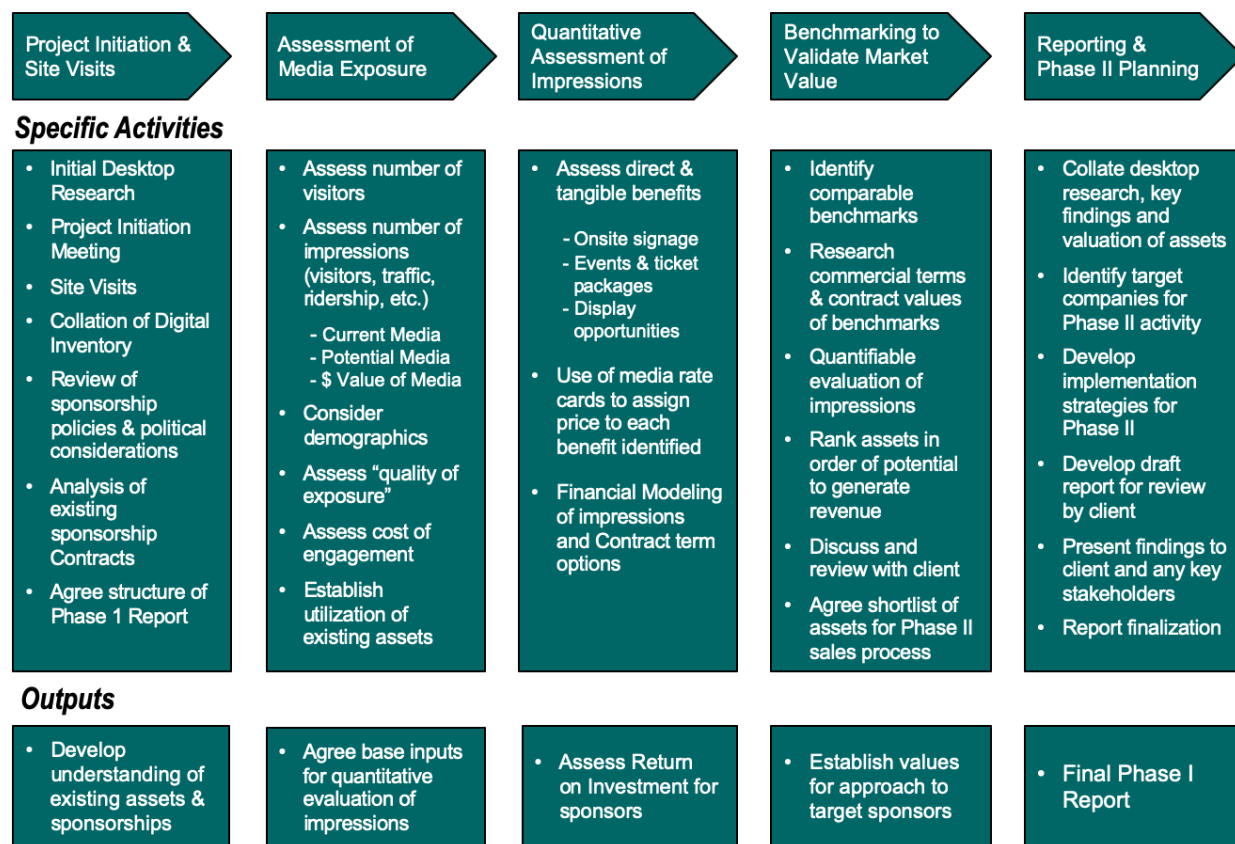 Project Initiation &
Site Visits
Assessment of
Media Exposure
Quantitative
Assessment of
Impressions
Benchmarking to
Validate Market
Value
Reporting &
Phase II Planning
Specific Activities
• Initial Desktop
Research
• Project Initiation
Meeting
• Site Visits
• Collation of Digital
Inventory
• Review of
sponsorship
policies & political
considerations
• Analysis of
existing
sponsorship
Contracts
• Agree structure of
Phase 1 Report
• Assess number of
visitors
• Assess number of
impressions
(visitors, traffic,
ridership, etc.)
- Current Media
- Potential Media
- $ Value of Media
• Consider
demographics
• Assess “quality of
exposure”
• Assess cost of
engagement
• Establish
utilization of
existing assets
• Assess direct &
tangible benefits
- Onsite signage
- Events & ticket
packages
- Display
opportunities
• Use of media rate
cards to assign
price to each
benefit identified
• Financial Modeling
of impressions
and Contract term
options
• Identify
comparable
benchmarks
• Research
commercial terms
& contract values
of benchmarks
• Quantifiable
evaluation of
impressions
• Rank assets in
order of potential
to generate
revenue
• Discuss and
review with client
• Agree shortlist of
assets for Phase II
sales process
• Collate desktop
research, key
findings and
valuation of assets
• Identify target
companies for
Phase II activity
• Develop
implementation
strategies for
Phase II
• Develop draft
report for review
by client
• Present findings to
client and any key
stakeholders
• Report finalization
Outputs
• Develop
understanding of
existing assets &
sponsorships
• Agree base inputs
for quantitative
evaluation of
impressions
• Assess Return
on Investment for
sponsors
• Establish values
for approach to
target sponsors
• Final Phase I
Report